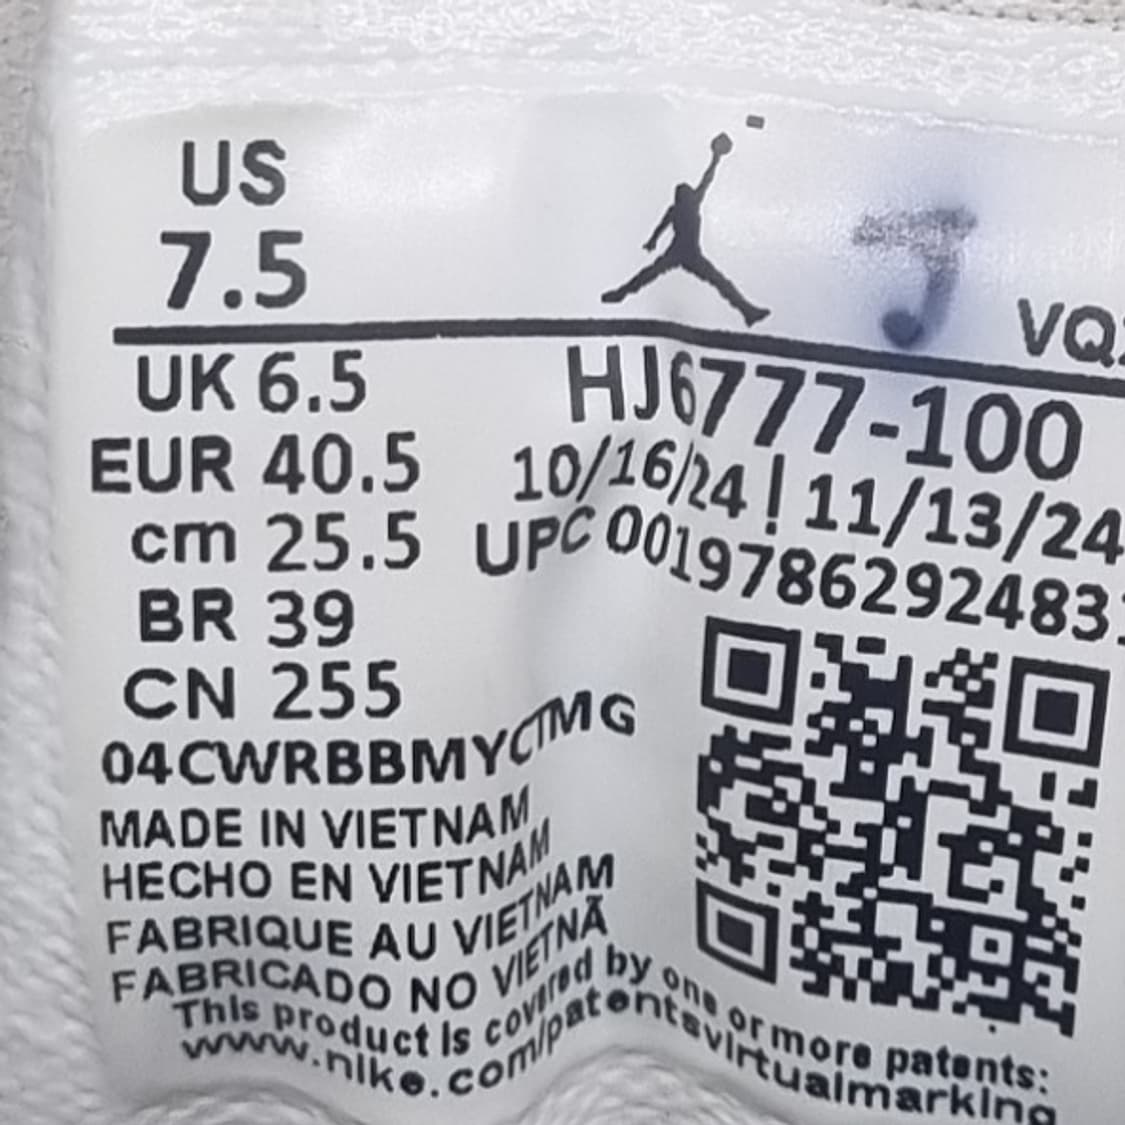 US
7.5
J
VQ
UK 6.5
EUR 40.5
cm 25.5
BR 39
CN 255
HJ6777-100
10/16/24 | 11/13/24
UPC 0019786292483
04CWRBBMYCTMG
MADE IN VIETNAM
HECHO EN VIETNAM
FABRIQUE AU VIETNAM
FABRICADO NO VIETNÃ
This product is covered by one or more patents:
www.nike.com/patentsvirtualmarking